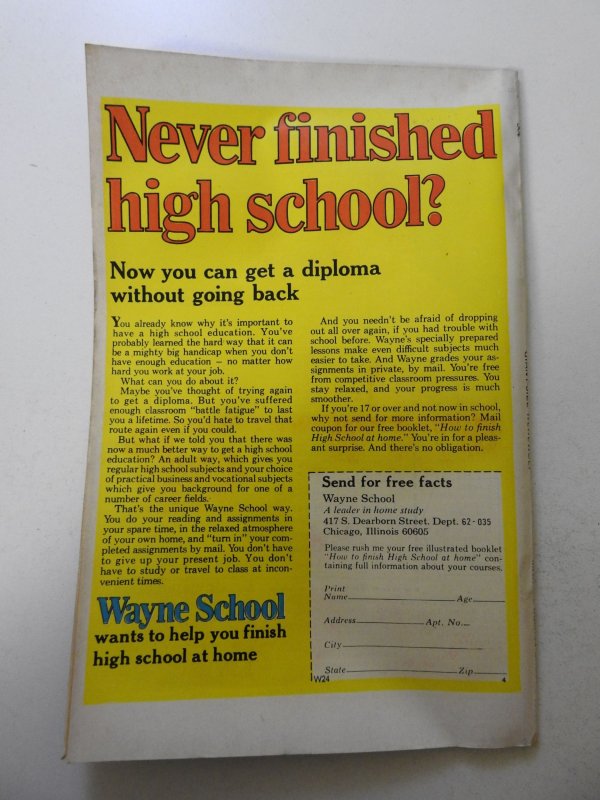 Never finished
high school?
Now you can get a diploma
without going back
You already know why it's important to
have a high school education. You've
probably learned the hard way that it can
be a mighty big handicap when you don't
have enough education — no matter how
hard you work at your job.
What can you do about it?
Maybe you've thought of trying again
to get a diploma. But you've suffered
enough classroom "battle fatigue" to last
you a lifetime. So you'd hate to travel that
route again even if you could.
But what if we told you that there was
now a much better way to get a high school
education? An adult way, which gives you
regular high school subjects and your choice
of practical business and vocational subjects
which give you background for one of a
number of career fields.
That's the unique Wayne School way.
You do your reading and assignments in
your spare time, in the relaxed atmosphere
of your own home, and "turn in" your com-
pleted assignments by mail. You don't have
to give up your present job. You don't
have to study or travel to class at incon-
venient times.
Wayne School
wants to help you finish
high school at home
And you needn't be afraid of dropping
out all over again, if you had trouble with
school before. Wayne's specially prepared
lessons make even difficult subjects much
easier to take. And Wayne grades your as-
signments in private, by mail. You're free
from competitive classroom pressures. You
stay relaxed, and your progress is much
smoother.
If you're 17 or over and not now in school,
why not send for more information? Mail
coupon for our free booklet, "How to finish
High School at home." You're in for a pleas-
ant surprise. And there's no obligation.
Send for free facts
Wayne School
A leader in home study
417 S. Dearborn Street. Dept. 62-035
Chicago, Illinois 60605
Please rush me your free illustrated booklet
"How to finish High School at home" con-
taining full information about your courses.
Print
Name Age
Address Apt. No.
City
State Zip
W24 4